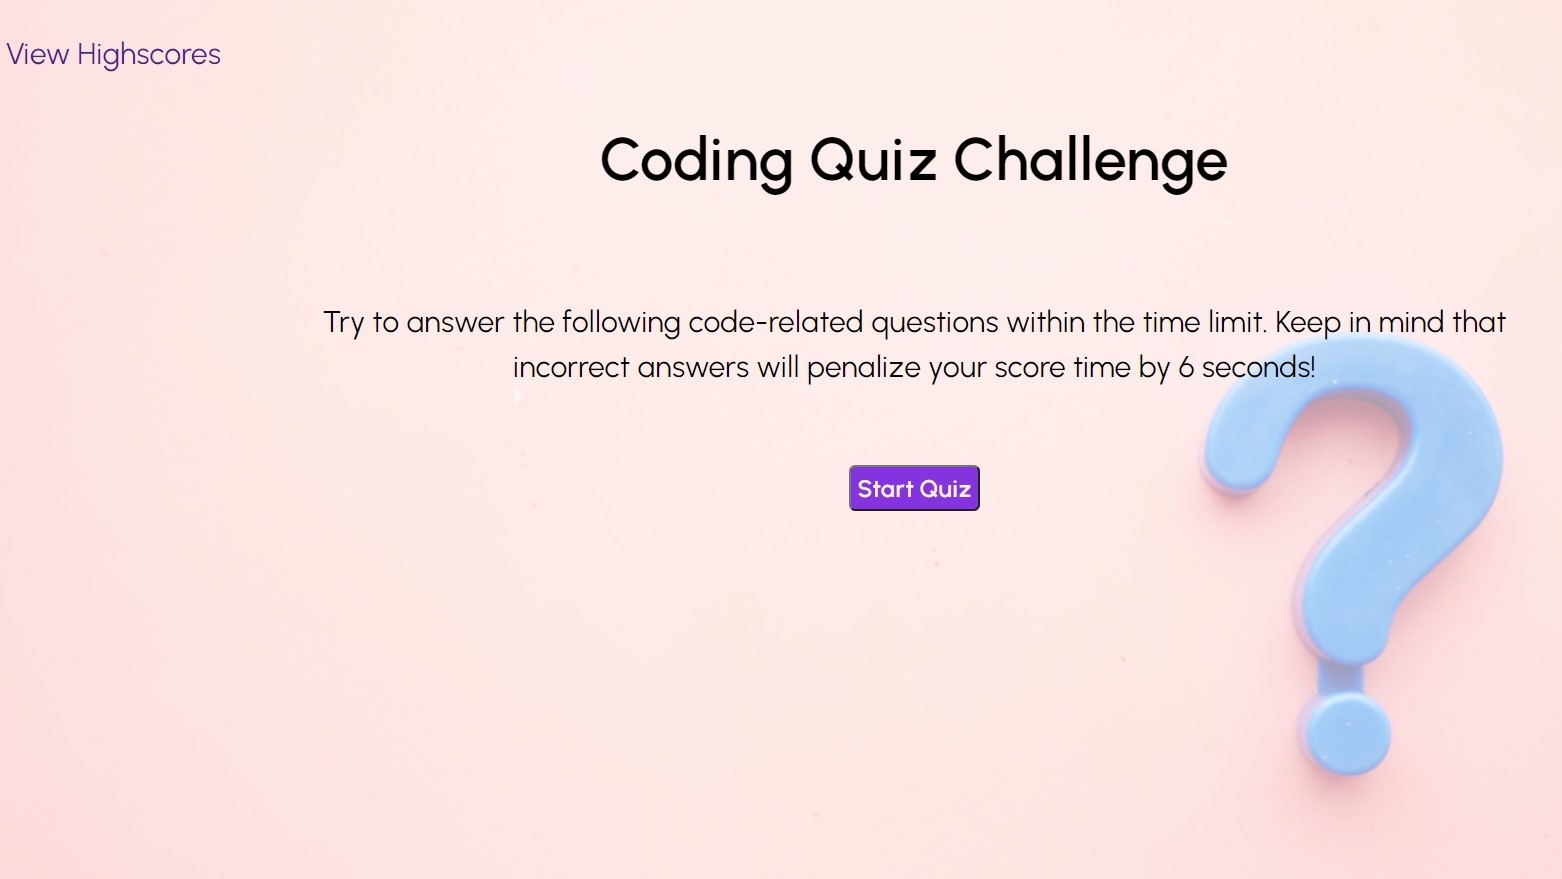 View Highscores
Coding Quiz Challenge
Try to answer the following code-related questions within the time limit. Keep in mind that
incorrect answers will penalize your score time by 6 seconds!
Start Quiz